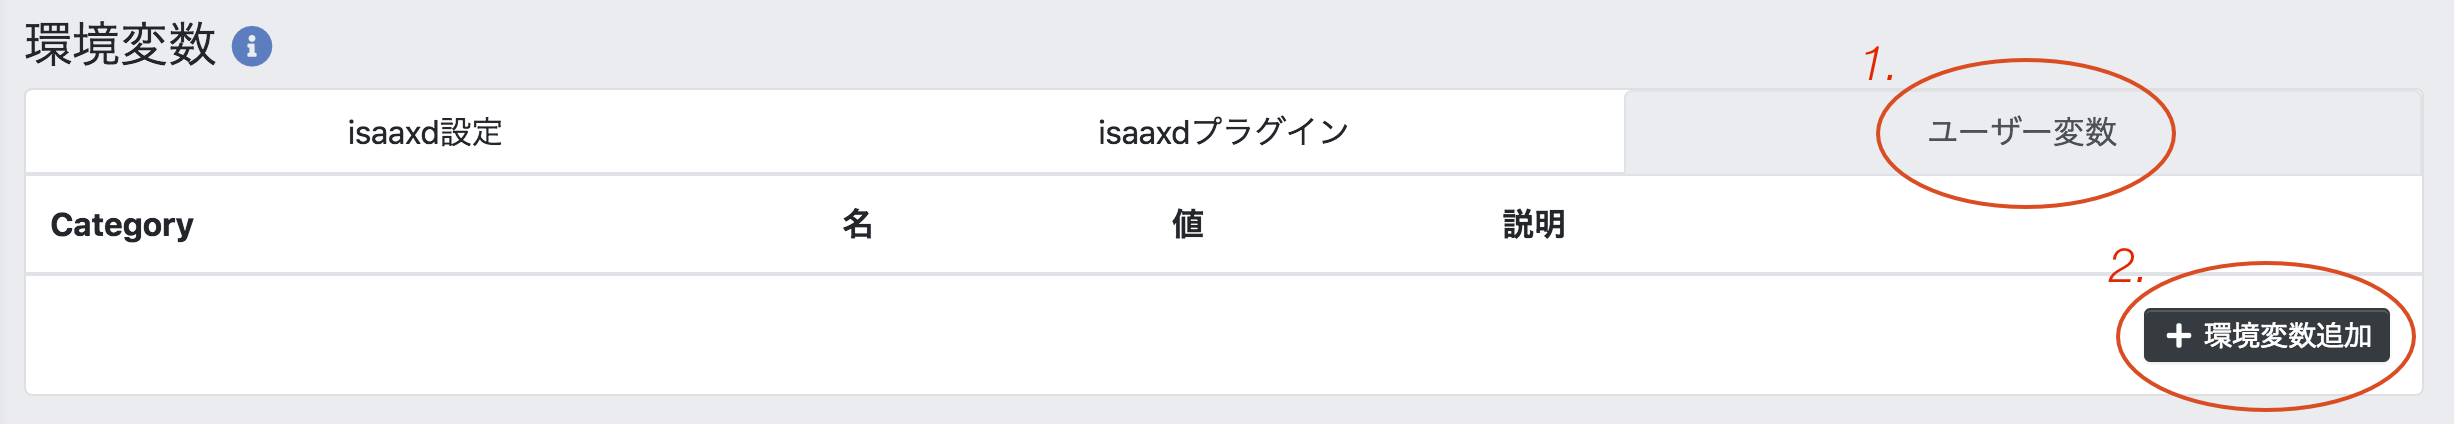 環境変数
1.
isaaxd設定 isaaxdプラグイン ユーザー変数
Category 名 値 説明
2.
+ 環境変数追加